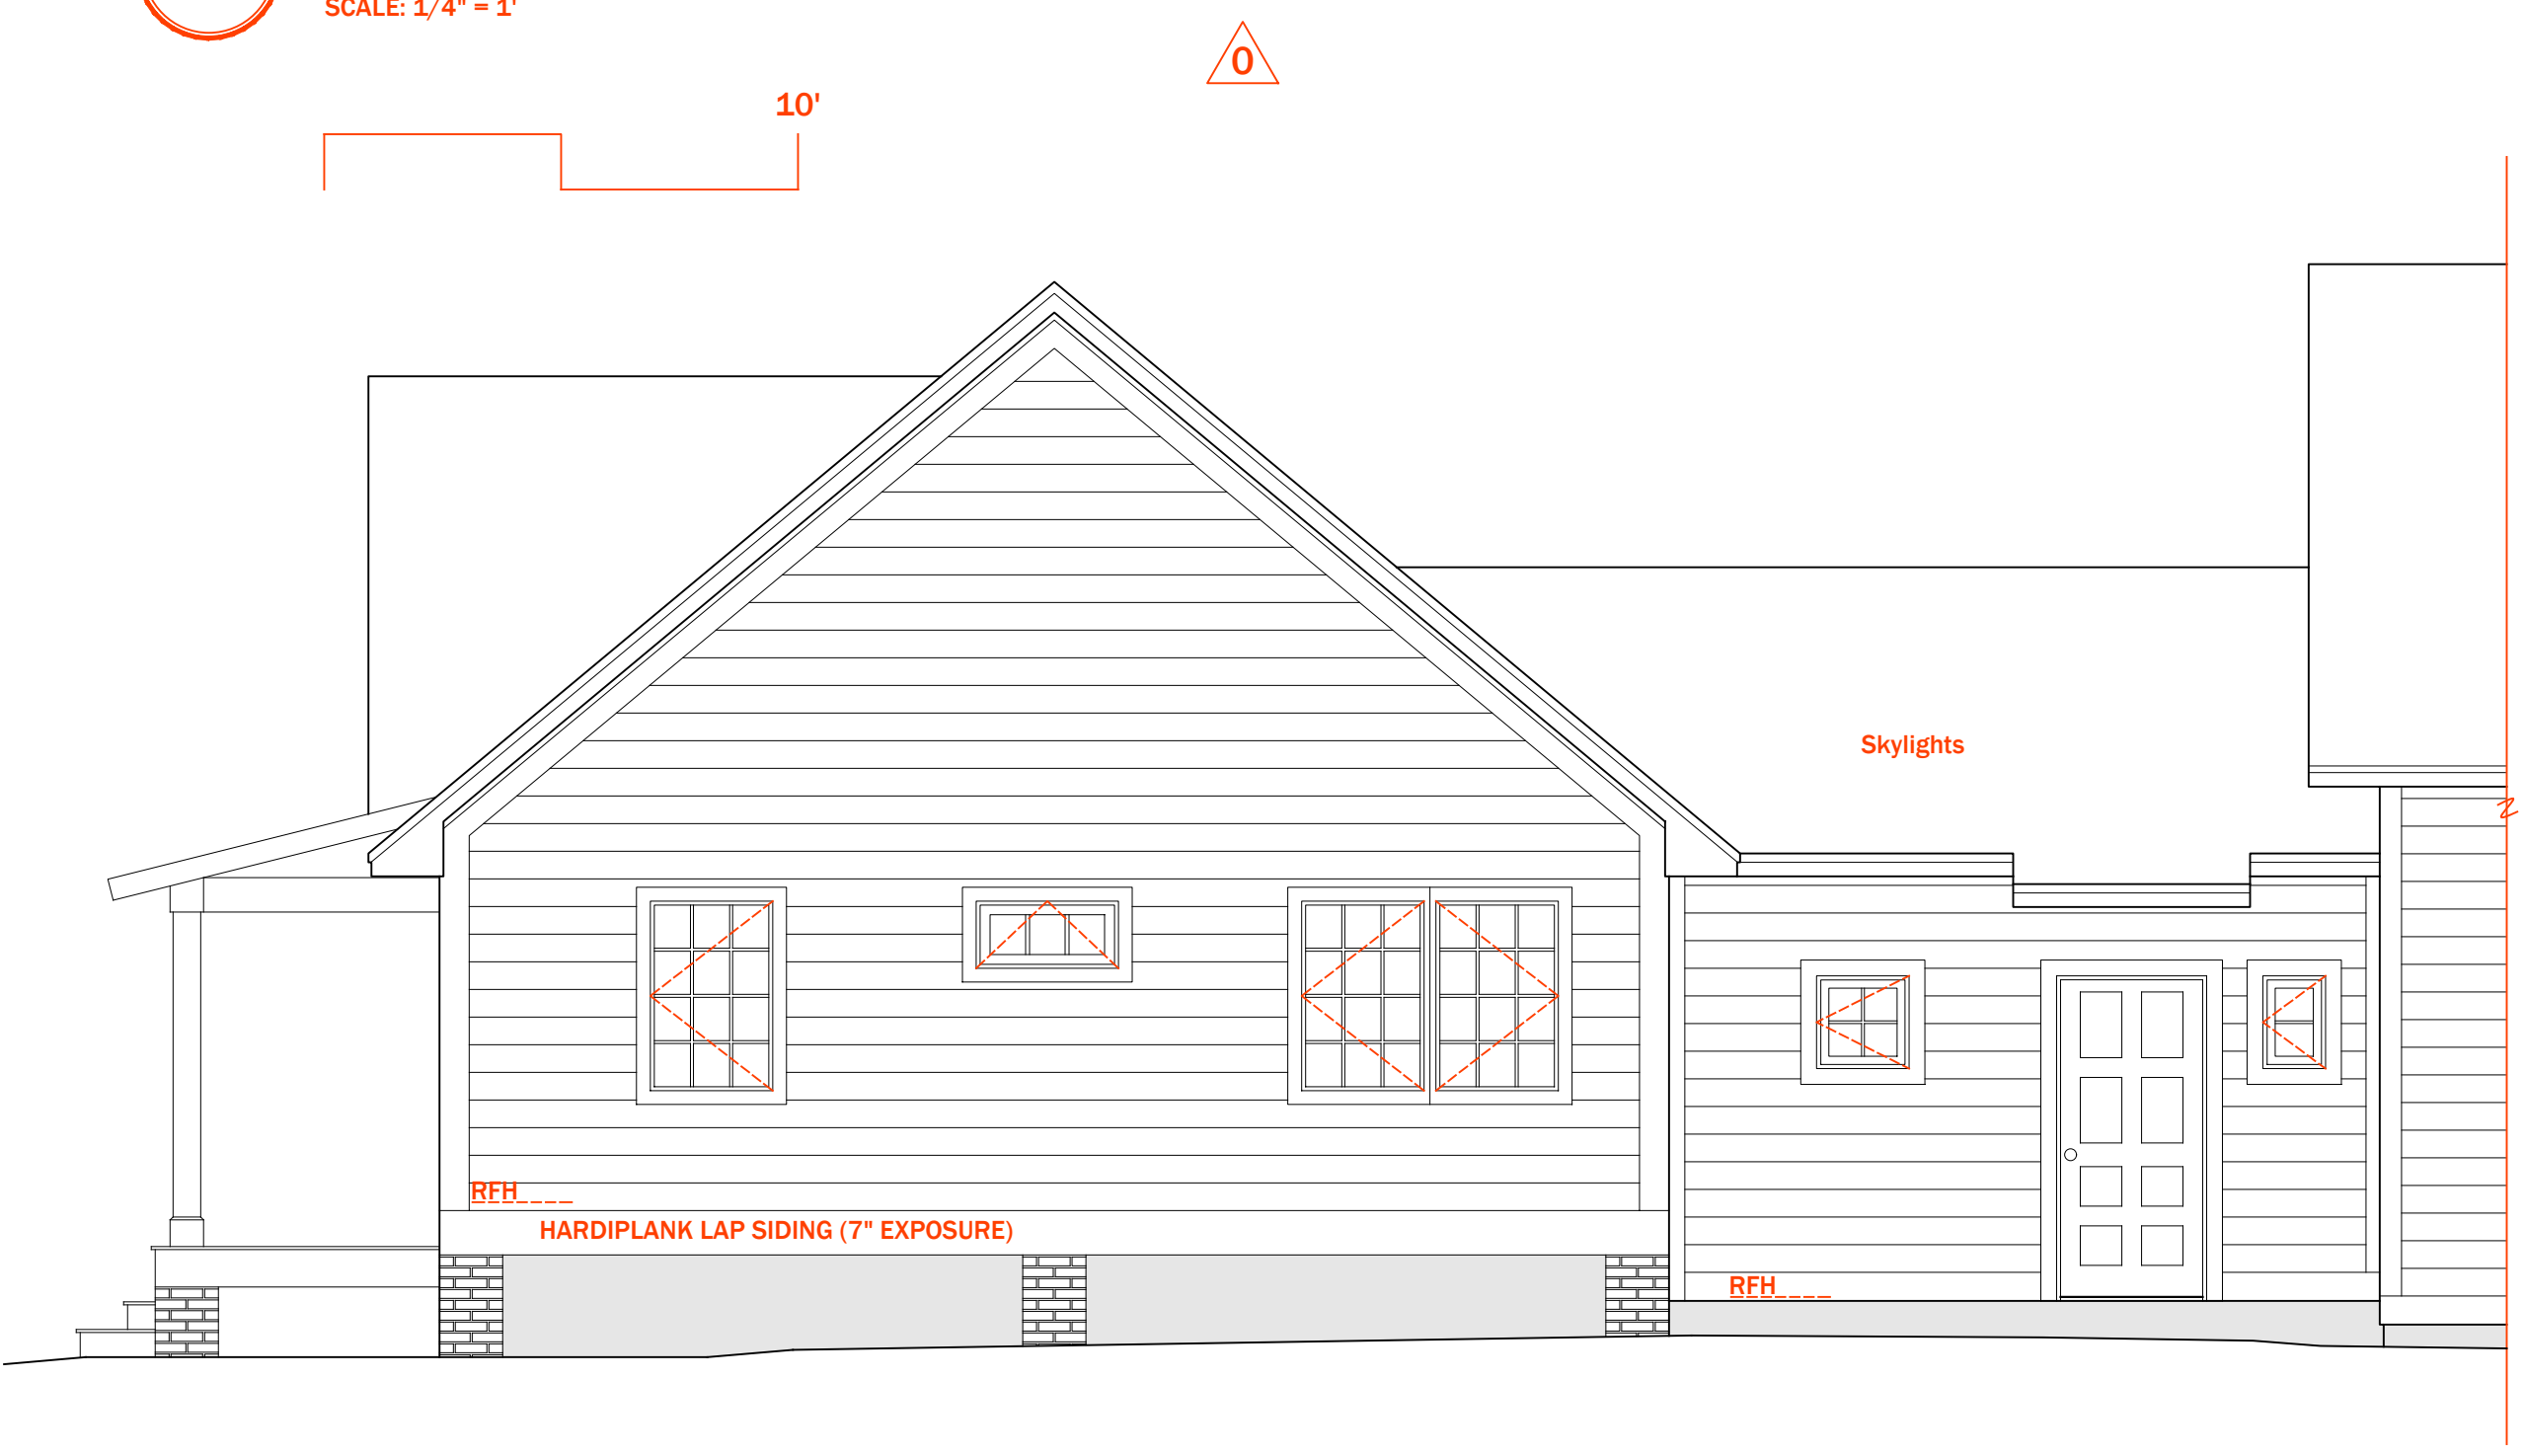 SCALE: 1/4" = 1'
0
10'
Skylights
RFH
HARDIPLANK LAP SIDING (7" EXPOSURE)
RFH